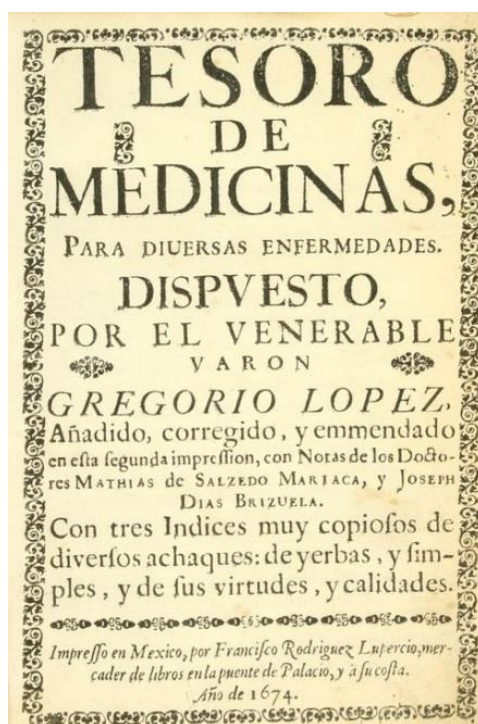 TESORO
DE
MEDICINAS,
PARA DIUERSAS ENFERMEDADES.
DISPVESTO,
POR EL VENERABLE
VARON
GREGORIO LOPEZ,
Añadido, corregido, y emmendado
en eſta ſegunda impreſsion, con Notas de los Docto-
res MATHIAS de SALZEDO MARIACA, y JOSEPH
DIAS BRIZUELA.
Con tres Indices muy copioſos de
diverſos achaques: de yerbas, y ſim-
ples, y de ſus virtudes, y calidades.
Impreſſo en Mexico, por Franciſco Rodriguez Lupercio, mer-
cader de libros en la puente de Palacio, y à ſu coſta.
Año de 1674.